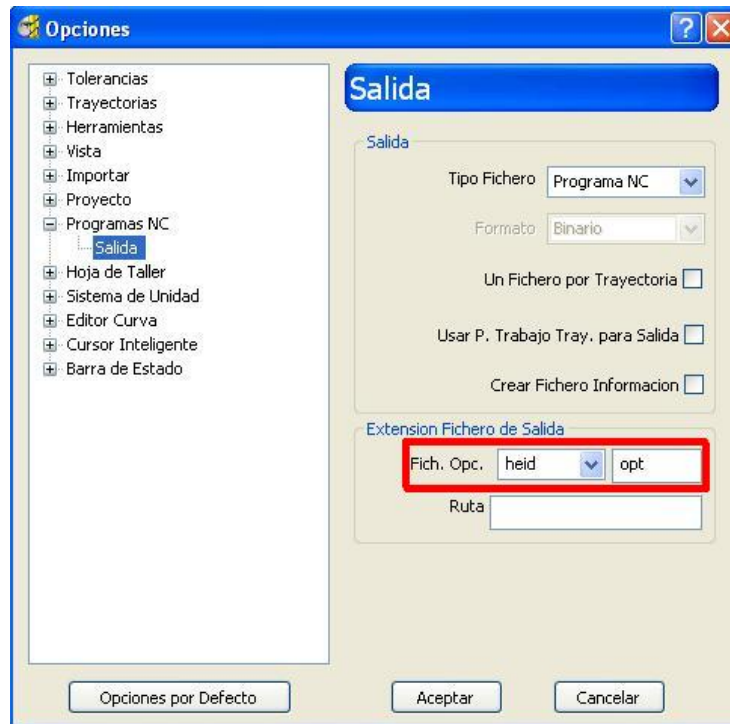 Opciones
Tolerancias
Trayectorias
Herramientas
Vista
Importar
Proyecto
Programas NC
Salida
Hoja de Taller
Sistema de Unidad
Editor Curva
Cursor Inteligente
Barra de Estado
Salida
Salida
Tipo Fichero Programa NC
Formato Binario
Un Fichero por Trayectoria
Usar P. Trabajo Tray. para Salida
Crear Fichero Informacion
Extension Fichero de Salida
Fich. Opc. heid opt
Ruta
Opciones por Defecto Aceptar Cancelar